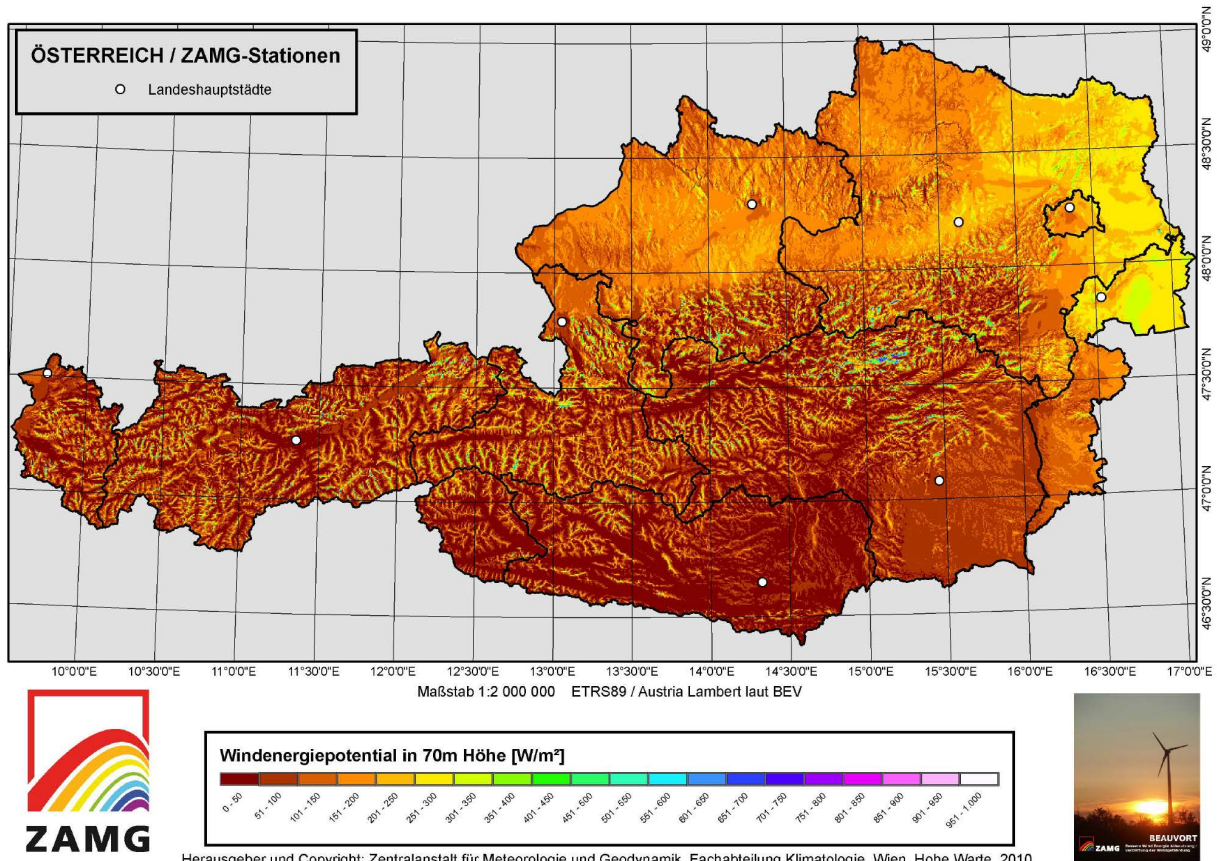 ÖSTERREICH / ZAMG-Stationen
Landeshauptstädte
49°0'0"N
48°30'0"N
48°0'0"N
47°30'0"N
47°0'0"N
46°30'0"N
10°0'0"E 10°30'0"E 11°0'0"E 11°30'0"E 12°0'0"E 12°30'0"E 13°0'0"E 13°30'0"E 14°0'0"E 14°30'0"E 15°0'0"E 15°30'0"E 16°0'0"E 16°30'0"E 17°0'0"E
Maßstab 1:2 000 000 ETRS89 / Austria Lambert laut BEV
Windenergiepotential in 70m Höhe [W/m²]
0 - 50 51 - 100 101 - 150 151 - 200 201 - 250 251 - 300 301 - 350 351 - 400 401 - 450 451 - 500 501 - 550 551 - 600 601 - 650 651 - 700 701 - 750 751 - 800 801 - 850 851 - 900 901 - 950 951 - 1.000
ZAMG
ZAMG
BEAUVORT
Herausgeber und Copyright: Zentralanstalt für Meteorologie und Geodynamik, Fachabteilung Klimatologie, Wien, Hohe Warte, 2010